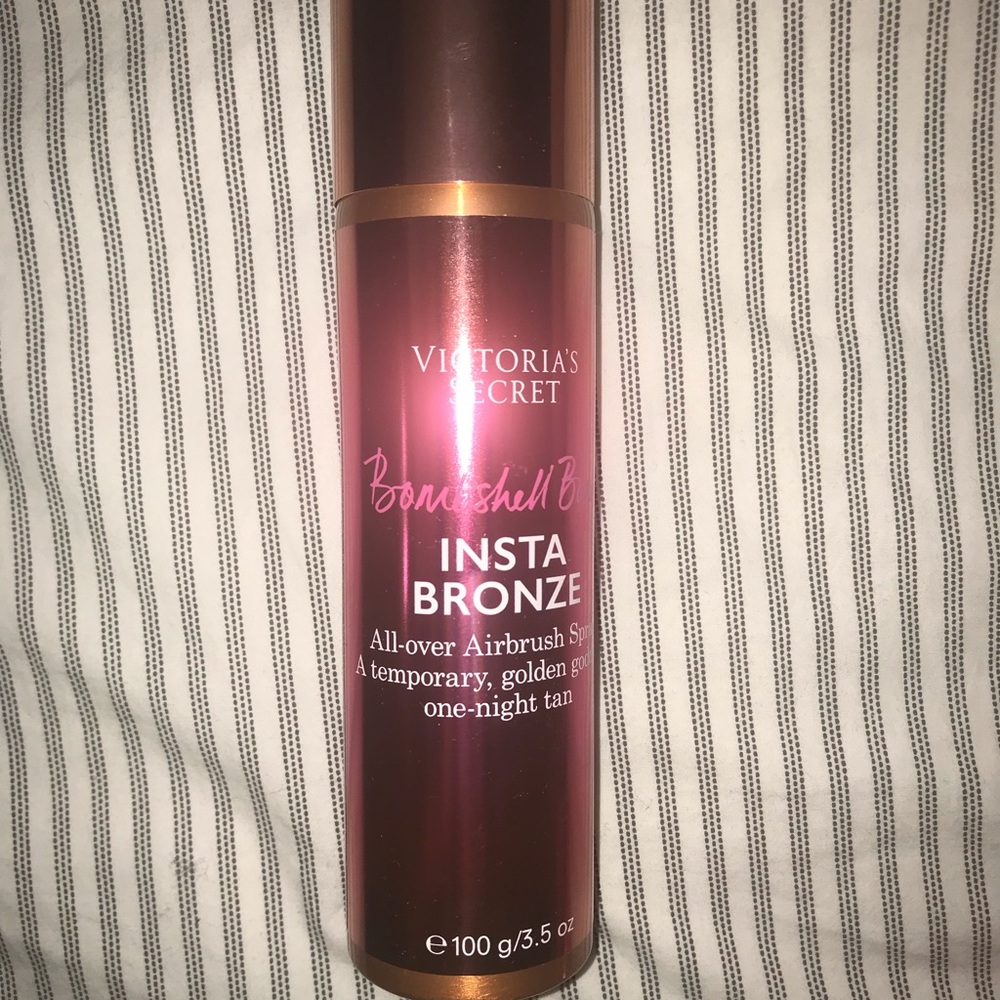 VICTORIA'S
SECRET
Bombshell
INSTA
BRONZE
All-over Airbrush
A temporary, golden
one-night tan
℮ 100 g/3.5 oz